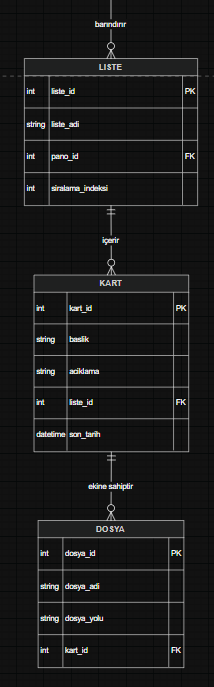 barındırır
LISTE
int liste_id PK
string liste_adi
int pano_id FK
int siralama_indeksi
içerir
KART
int kart_id PK
string baslik
string aciklama
int liste_id FK
datetime son_tarih
ekine sahiptir
DOSYA
int dosya_id PK
string dosya_adi
string dosya_yolu
int kart_id FK